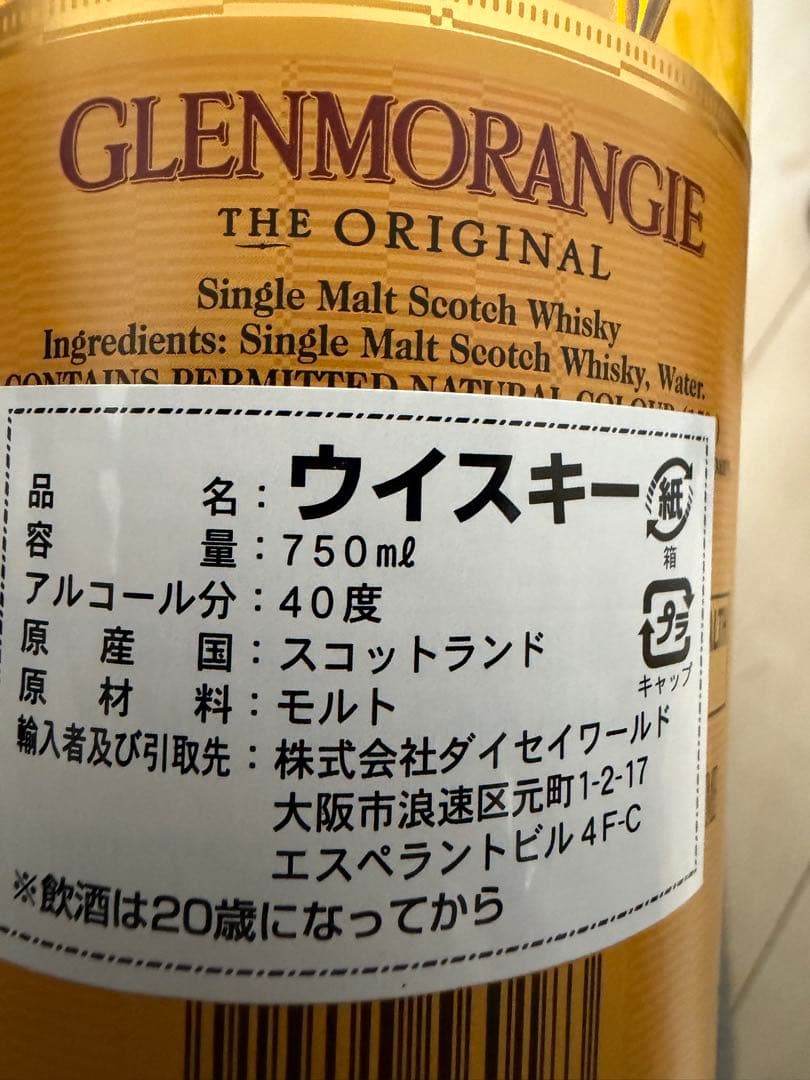 GLENMORANGIE
THE ORIGINAL
Single Malt Scotch Whisky
Ingredients: Single Malt Scotch Whisky, Water.
CONTAINS PERMITTED NATURAL COLOUR
品名：ウイスキー
紙
箱
容量：750㎖
アルコール分：40度
プラ
キャップ
原産国：スコットランド
原材料：モルト
輸入者及び引取先：株式会社ダイセイワールド
大阪市浪速区元町1-2-17
エスペラントビル4F-C
※飲酒は20歳になってから